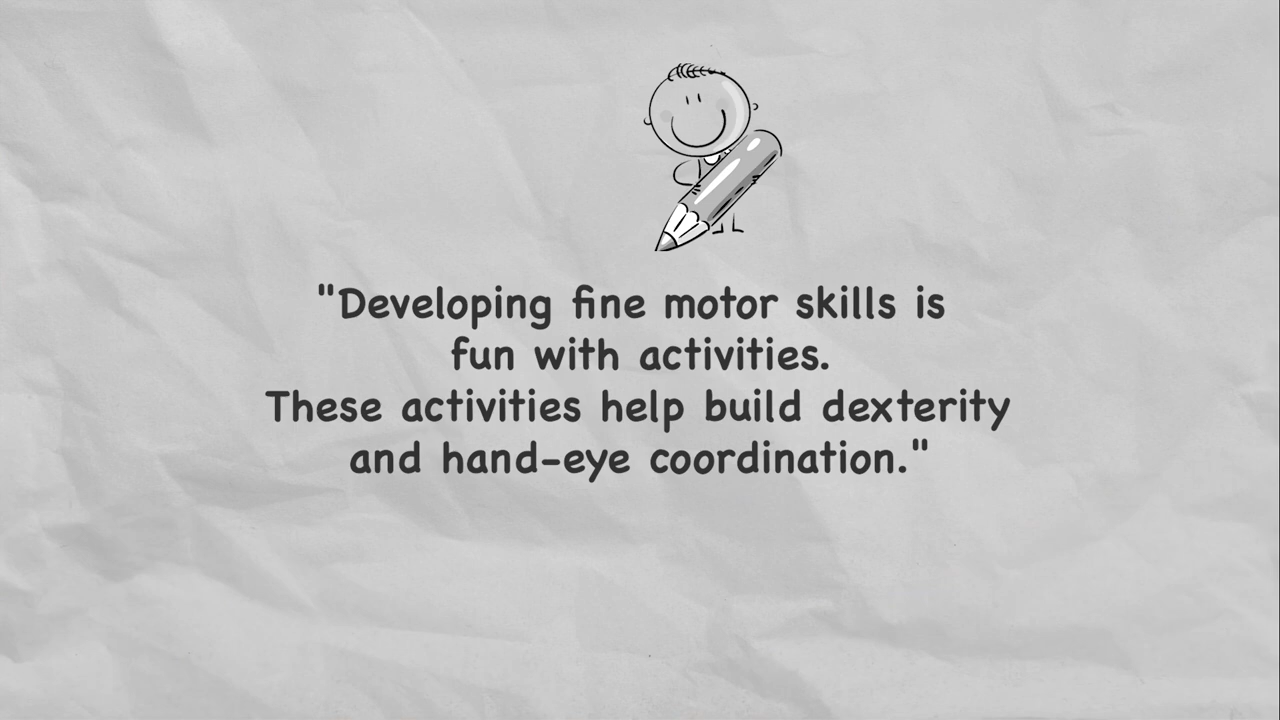 "Developing fine motor skills is
fun with activities.
These activities help build dexterity
and hand-eye coordination."